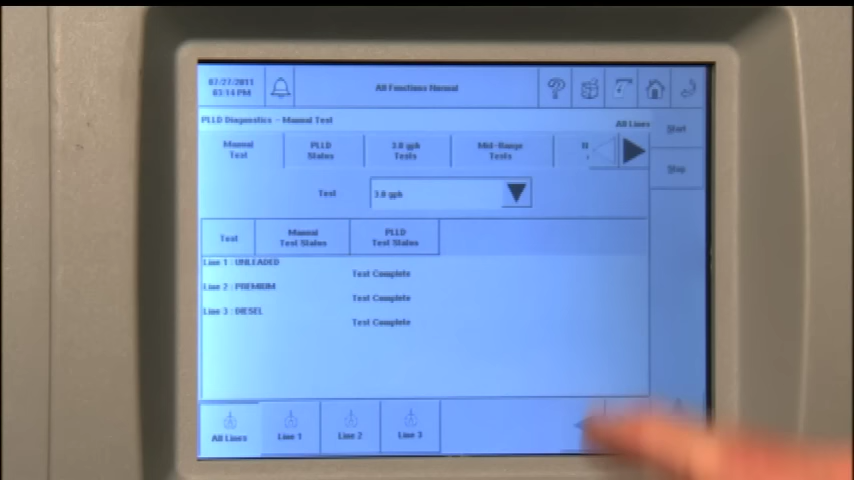 07/27/2011
03:14 PM
All Functions Normal
PLLD Diagnostics - Manual Test
All Lines
Start
Manual
Test
PLLD
Status
3.0 gph
Tests
Mid-Range
Tests
Stop
Test
3.0 gph
Test
Manual
Test Status
PLLD
Test Status
Line 1 : UNLEADED
Test Complete
Line 2 : PREMIUM
Test Complete
Line 3 : DIESEL
Test Complete
All Lines
Line 1
Line 2
Line 3